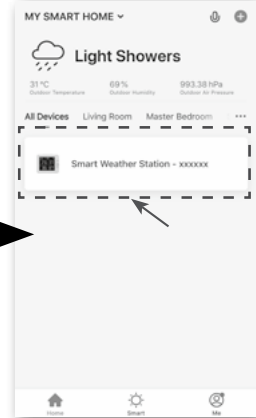 MY SMART HOME
Light Showers
31 °C 69% 993.38 hPa
Outdoor Temperature Outdoor Humidity Outdoor Air Pressure
All Devices Living Room Master Bedroom ...
Smart Weather Station - xxxxxx
Home Smart Me